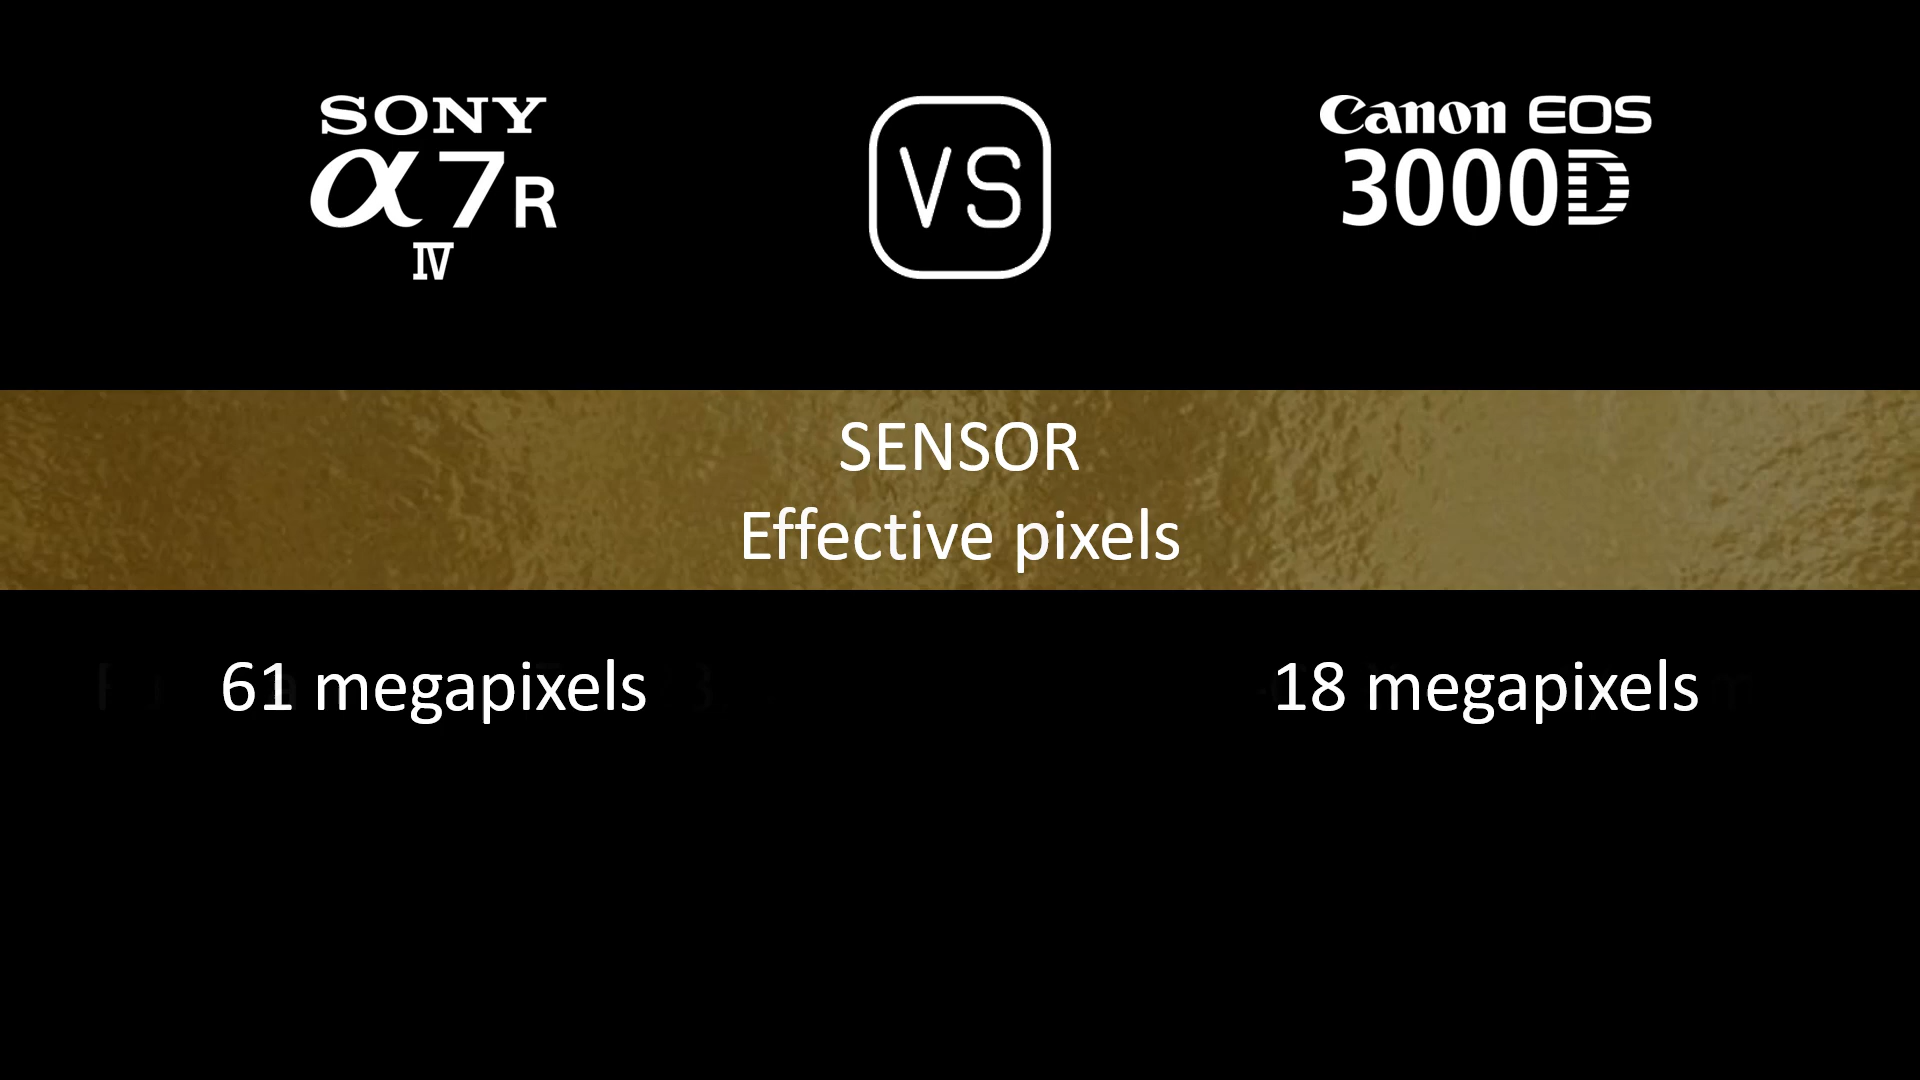 SONY
α7R
IV
VS
Canon EOS
3000D
SENSOR
Effective pixels
61 megapixels
18 megapixels